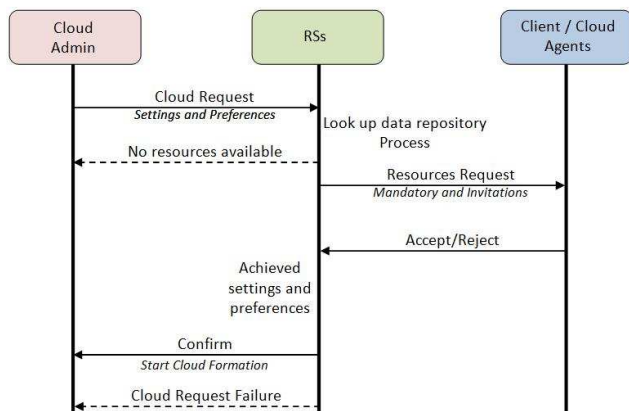 Cloud
Admin
RSs
Client / Cloud
Agents
Cloud Request
Settings and Preferences
Look up data repository
Process
No resources available
Resources Request
Mandatory and Invitations
Accept/Reject
Achieved
settings and
preferences
Confirm
Start Cloud Formation
Cloud Request Failure